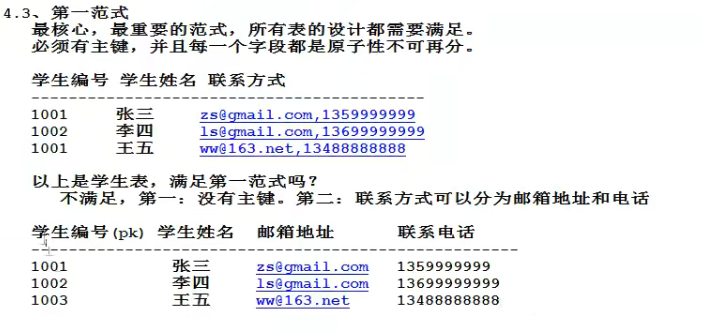 4.3、第一范式
最核心，最重要的范式，所有表的设计都需要满足。
必须有主键，并且每一个字段都是原子性不可再分。
学生编号 学生姓名 联系方式
------------------------------------------
1001 张三 zs@gmail.com,1359999999
1002 李四 ls@gmail.com,13699999999
1001 王五 ww@163.net,13488888888
以上是学生表，满足第一范式吗？
不满足，第一：没有主键。第二：联系方式可以分为邮箱地址和电话
学生编号(pk) 学生姓名 邮箱地址 联系电话
----------------------------------------------------
1001 张三 zs@gmail.com 1359999999
1002 李四 ls@gmail.com 13699999999
1003 王五 ww@163.net 13488888888